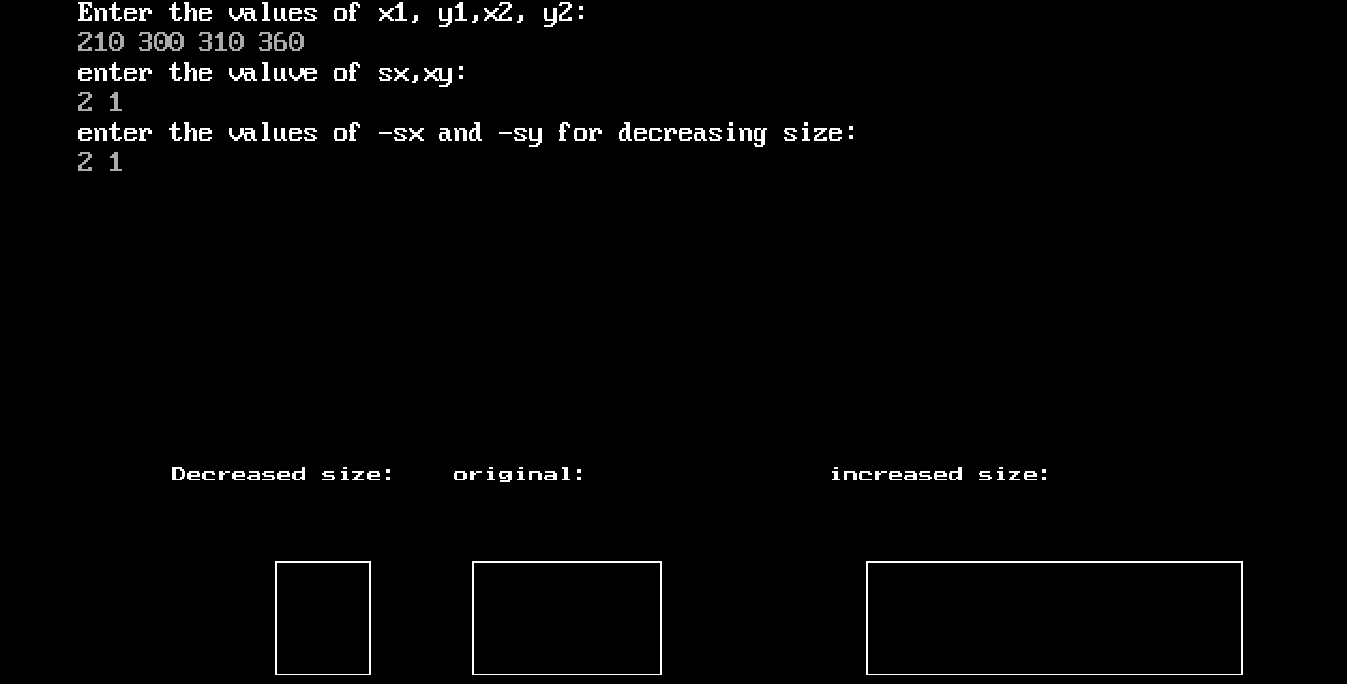 Enter the values of x1, y1,x2, y2:
210 300 310 360
enter the valuve of sx,xy:
2 1
enter the values of -sx and -sy for decreasing size:
2 1
Decreased size: original: increased size: